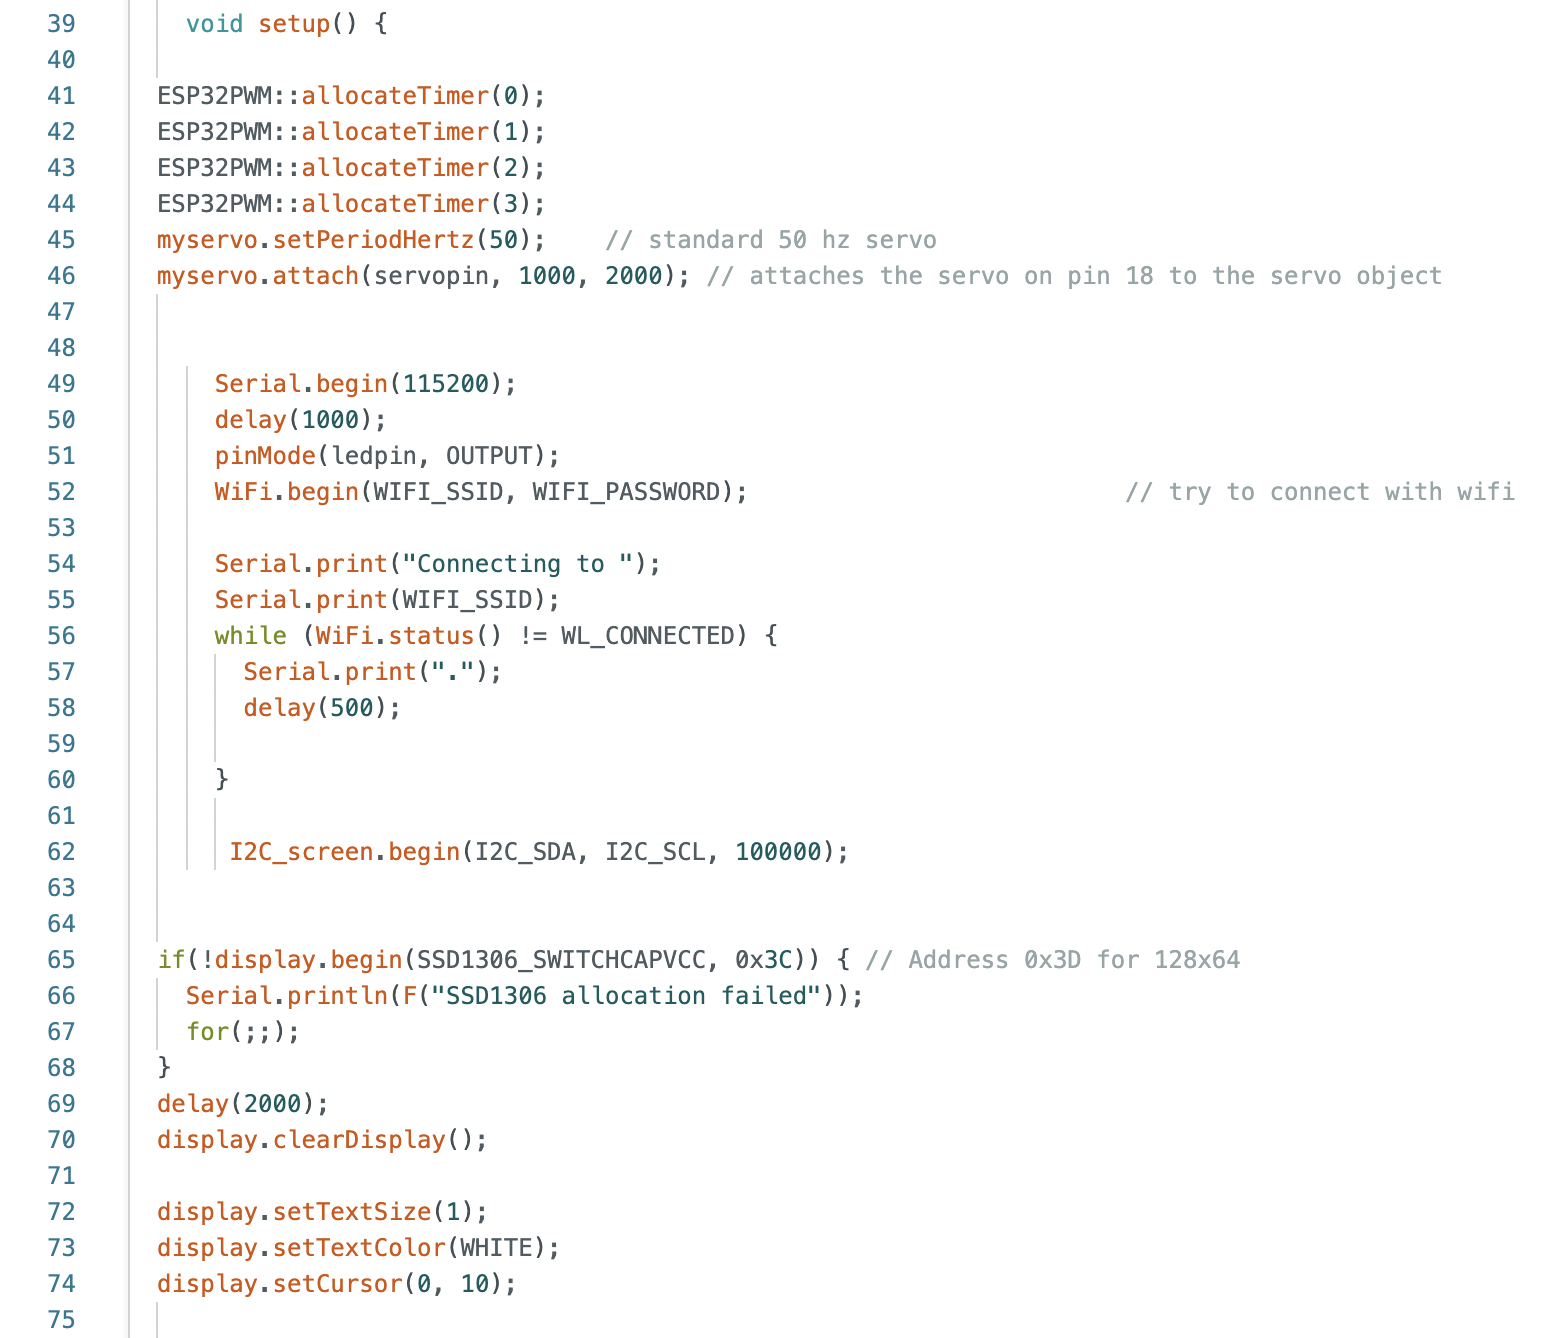 39 void setup() {
40
41 ESP32PWM::allocateTimer(0);
42 ESP32PWM::allocateTimer(1);
43 ESP32PWM::allocateTimer(2);
44 ESP32PWM::allocateTimer(3);
45 myservo.setPeriodHertz(50);    // standard 50 hz servo
46 myservo.attach(servopin, 1000, 2000); // attaches the servo on pin 18 to the servo object
47
48
49 Serial.begin(115200);
50 delay(1000);
51 pinMode(ledpin, OUTPUT);
52 WiFi.begin(WIFI_SSID, WIFI_PASSWORD);                          // try to connect with wifi
53
54 Serial.print("Connecting to ");
55 Serial.print(WIFI_SSID);
56 while (WiFi.status() != WL_CONNECTED) {
57 Serial.print(".");
58 delay(500);
59
60 }
61
62 I2C_screen.begin(I2C_SDA, I2C_SCL, 100000);
63
64
65 if(!display.begin(SSD1306_SWITCHCAPVCC, 0x3C)) { // Address 0x3D for 128x64
66 Serial.println(F("SSD1306 allocation failed"));
67 for(;;);
68 }
69 delay(2000);
70 display.clearDisplay();
71
72 display.setTextSize(1);
73 display.setTextColor(WHITE);
74 display.setCursor(0, 10);
75